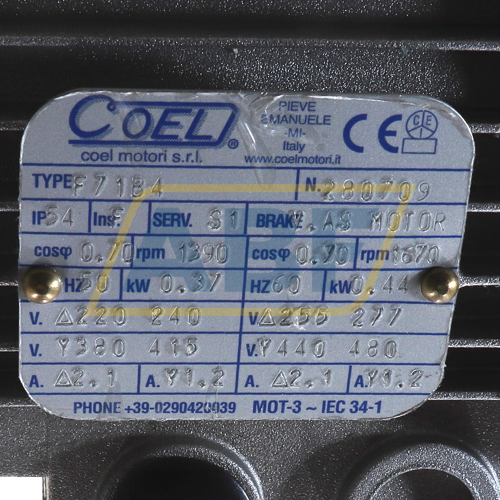 COEL ®
coel motori s.r.l.
PIEVE
EMANUELE
-MI-
Italy
www.coelmotori.it
CE
TYPE F71B4 N. 280709
IP54 Ins. F SERV. S1 BRAKE V. AS MOTOR
cosφ 0.70 rpm 1390 cosφ 0.70 rpm 1670
HZ 50 kW 0.37 HZ 60 kW 0.44
V. Δ220 240 V. Δ255 277
V. Y380 415 V. Y440 480
A. Δ2.1 A. Y1.2 A. Δ2.1 A. Y1.2
PHONE +39-0290420039 MOT-3 ~ IEC 34-1